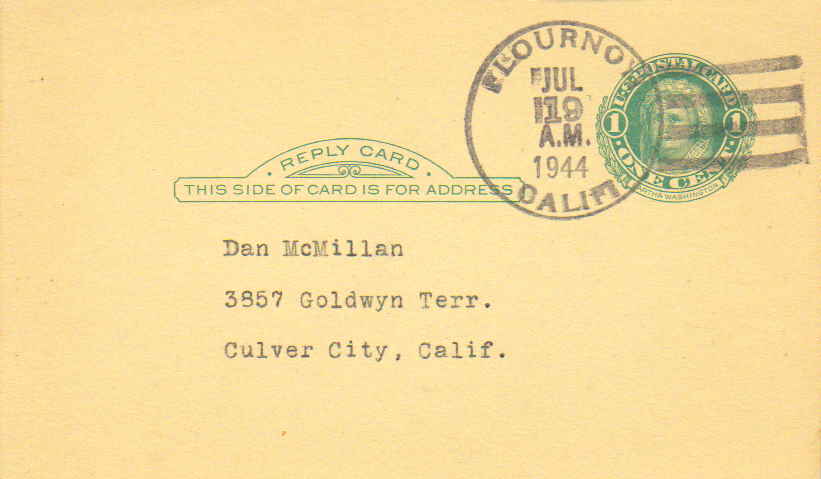 FLOURNOY
JUL
19
A.M.
1944
CALIF.
U.S. POSTAL CARD
1 1
ONE CENT
MARTHA WASHINGTON
· REPLY CARD ·
THIS SIDE OF CARD IS FOR ADDRESS
Dan McMillan
3857 Goldwyn Terr.
Culver City, Calif.